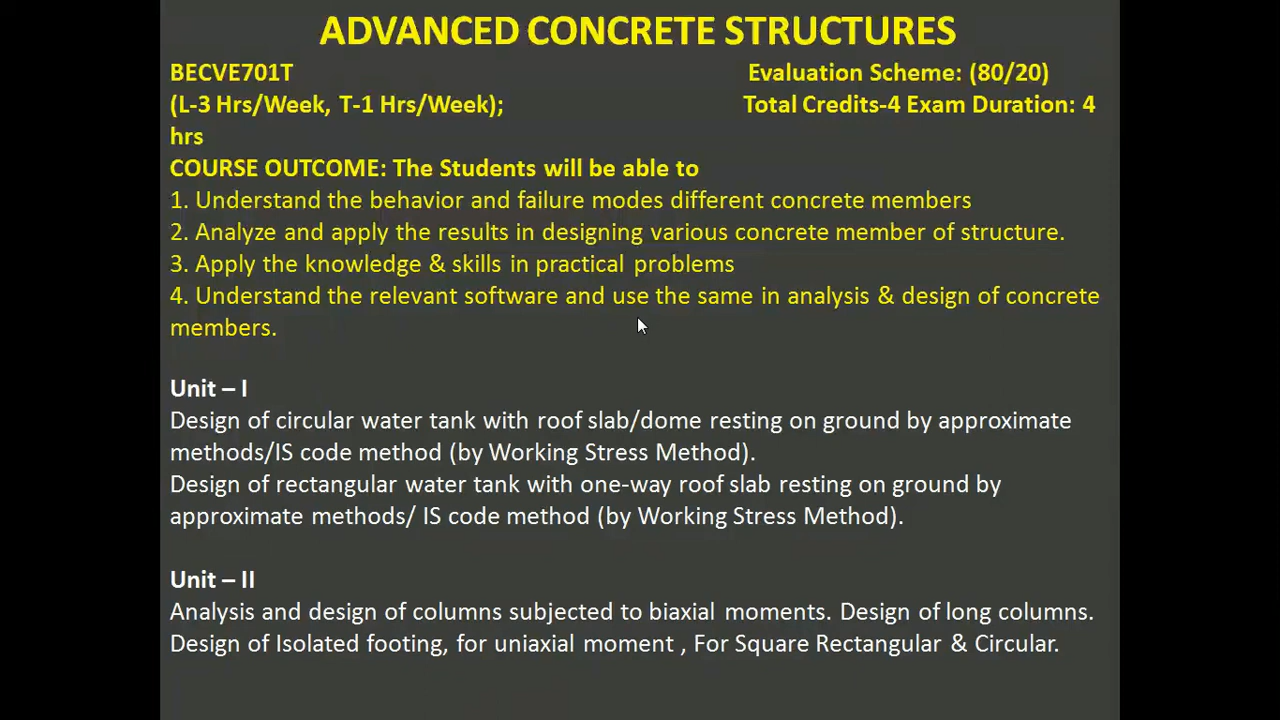 ADVANCED CONCRETE STRUCTURES
BECVE701T Evaluation Scheme: (80/20)
(L-3 Hrs/Week, T-1 Hrs/Week); Total Credits-4 Exam Duration: 4
hrs
COURSE OUTCOME: The Students will be able to
1. Understand the behavior and failure modes different concrete members
2. Analyze and apply the results in designing various concrete member of structure.
3. Apply the knowledge & skills in practical problems
4. Understand the relevant software and use the same in analysis & design of concrete
members.
Unit – I
Design of circular water tank with roof slab/dome resting on ground by approximate
methods/IS code method (by Working Stress Method).
Design of rectangular water tank with one-way roof slab resting on ground by
approximate methods/ IS code method (by Working Stress Method).
Unit – II
Analysis and design of columns subjected to biaxial moments. Design of long columns.
Design of Isolated footing, for uniaxial moment , For Square Rectangular & Circular.